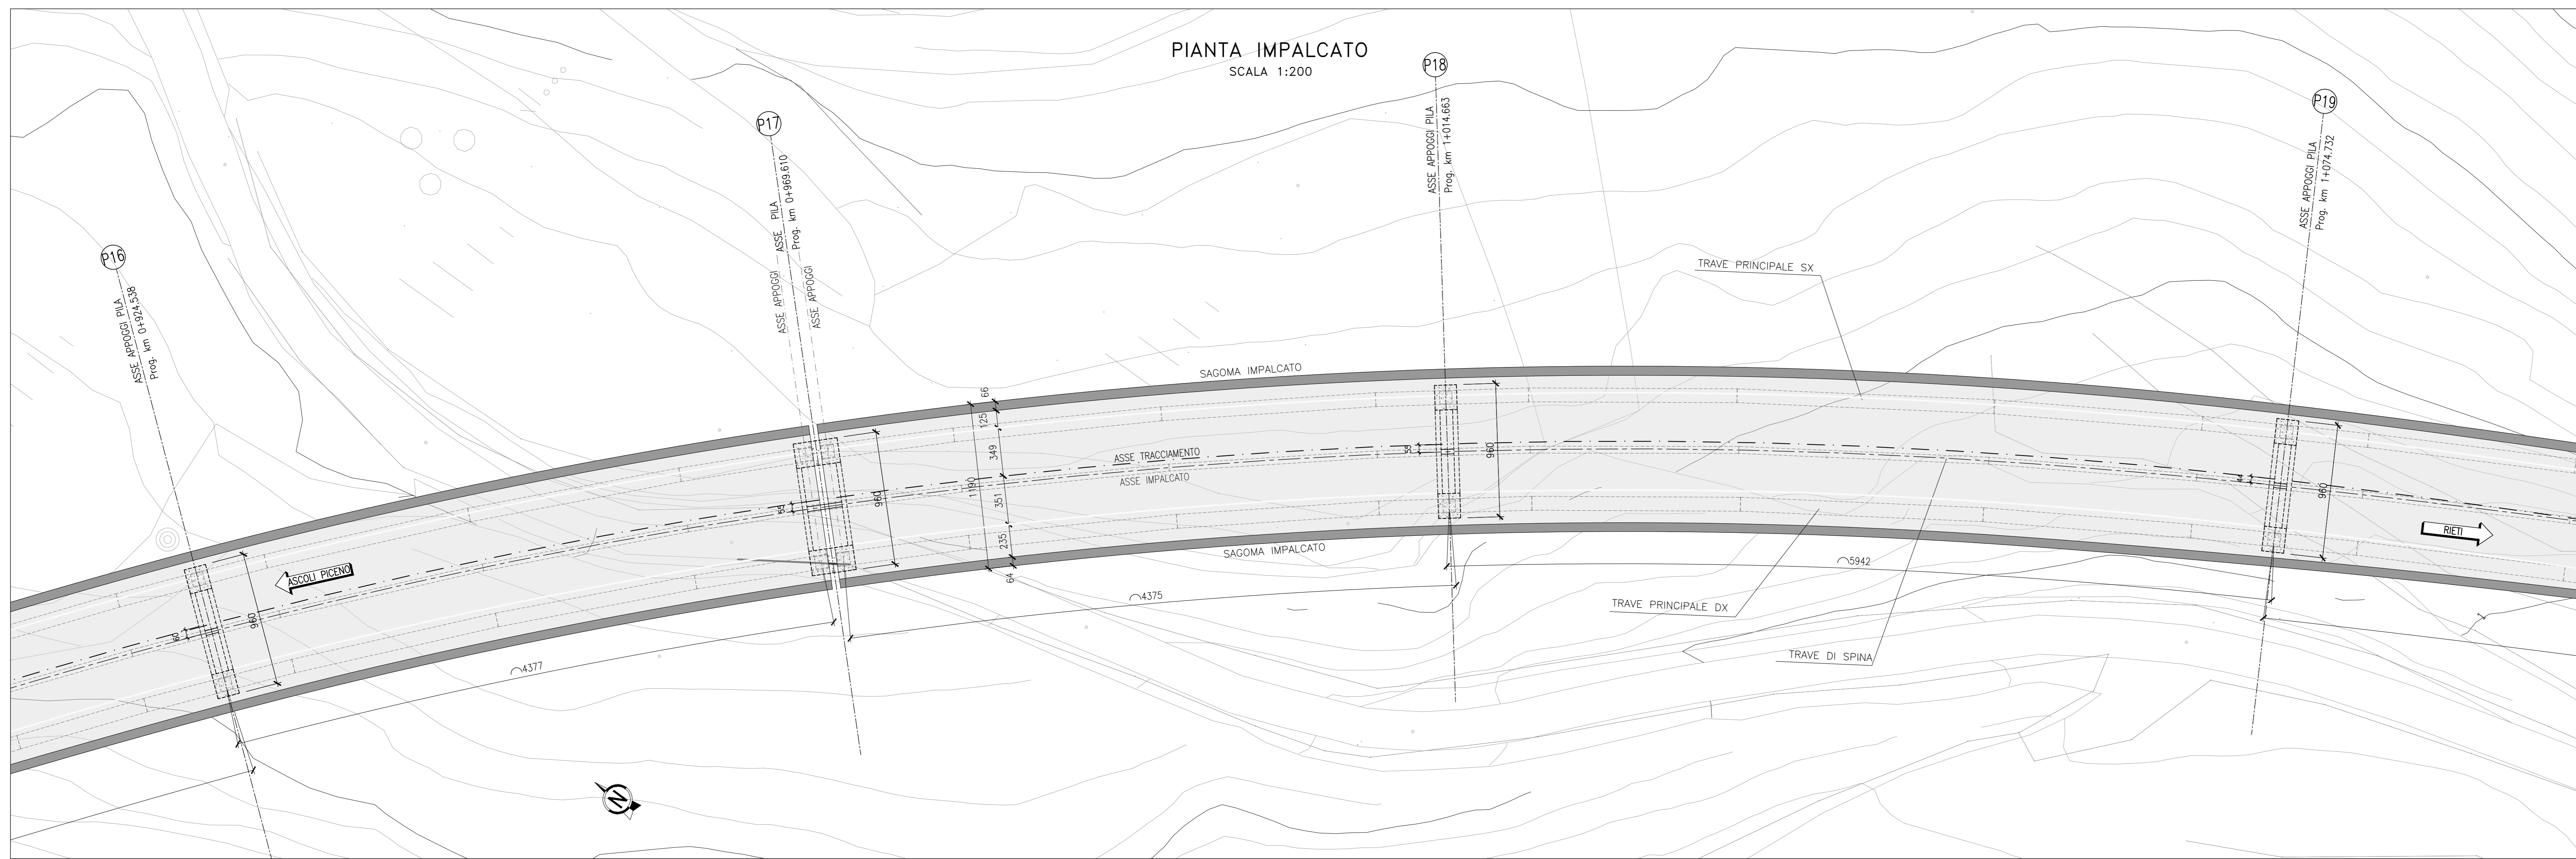 PIANTA IMPALCATO
SCALA 1:200
P16
ASSE APPOGGI PILA
Prog. km 0+924.538
P17
ASSE APPOGGI
ASSE PILA
Prog. km 0+969.610
ASSE APPOGGI
P18
ASSE APPOGGI PILA
Prog. km 1+014.663
P19
ASSE APPOGGI PILA
Prog. km 1+074.732
TRAVE PRINCIPALE SX
SAGOMA IMPALCATO
66
125
349
1190
351
235
64
ASSE TRACCIAMENTO
ASSE IMPALCATO
55
960
55
960
44
960
60
960
ASCOLI PICENO
RIETI
SAGOMA IMPALCATO
4377
4375
5942
TRAVE PRINCIPALE DX
TRAVE DI SPINA
N